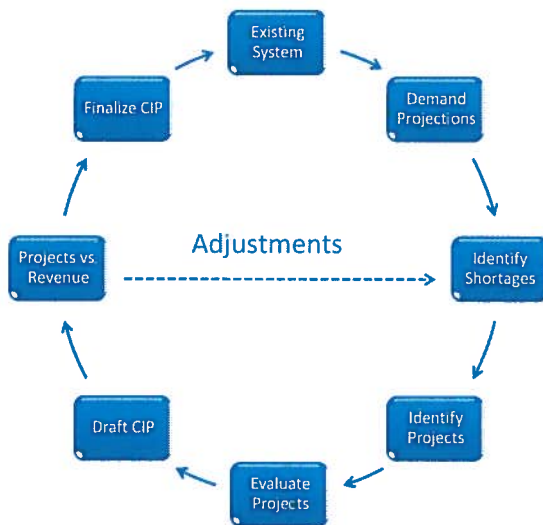 Existing
System
Demand
Projections
Identify
Shortages
Identify
Projects
Evaluate
Projects
Draft CIP
Projects vs
Revenue
Finalize CIP
Adjustments